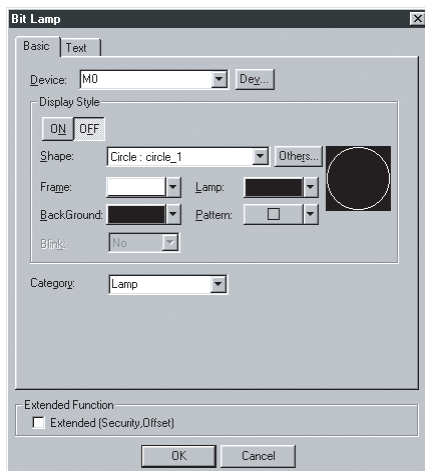 Bit Lamp
Basic Text
Device: M0 Dev...
Display Style
ON OFF
Shape: Circle : circle_1 Others...
Frame: Lamp:
BackGround: Pattern:
Blink: No
Category: Lamp
Extended Function
Extended (Security,Offset)
OK Cancel